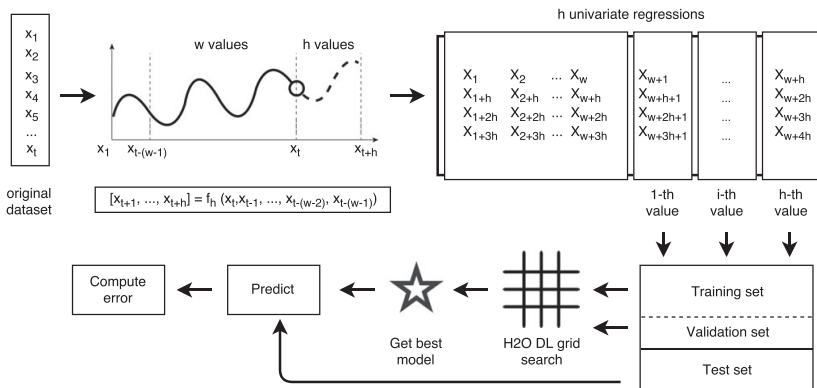 h univariate regressions
x1
x2
x3
x4
x5
...
xt
original
dataset
w values
h values
x1
xt-(w-1)
xt
xt+h
[xt+1, ..., xt+h] = fh (xt,xt-1, ..., xt-(w-2), xt-(w-1))
X1 X2 ... Xw Xw+1 ... Xw+h
X1+h X2+h ... Xw+h Xw+h+1 Xw+2h
X1+2h X2+2h ... Xw+2h Xw+2h+1 ... Xw+3h
X1+3h X2+3h ... Xw+3h Xw+3h+1 Xw+4h
1-th
value
i-th
value
h-th
value
Compute
error
Predict
Get best
model
H2O DL grid
search
Training set
Validation set
Test set